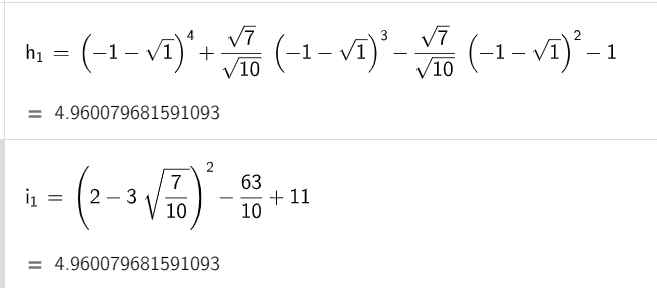 h₁ = (−1 − √1)⁴ + √7/√10 (−1 − √1)³ − √7/√10 (−1 − √1)² − 1
= 4.960079681591093
i₁ = (2 − 3 √(7/10))² − 63/10 + 11
= 4.960079681591093